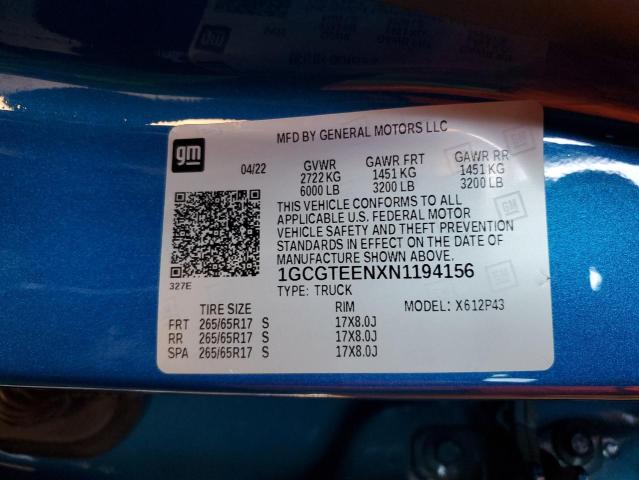 MFD BY GENERAL MOTORS LLC
gm
04/22 GVWR GAWR FRT GAWR RR
2722 KG 1451 KG 1451 KG
6000 LB 3200 LB 3200 LB
THIS VEHICLE CONFORMS TO ALL
APPLICABLE U.S. FEDERAL MOTOR
VEHICLE SAFETY AND THEFT PREVENTION
STANDARDS IN EFFECT ON THE DATE OF
MANUFACTURE SHOWN ABOVE.
1GCGTEENXN1194156
327E TYPE: TRUCK MODEL: X612P43
TIRE SIZE RIM
FRT 265/65R17 S 17X8.0J
RR 265/65R17 S 17X8.0J
SPA 265/65R17 S 17X8.0J